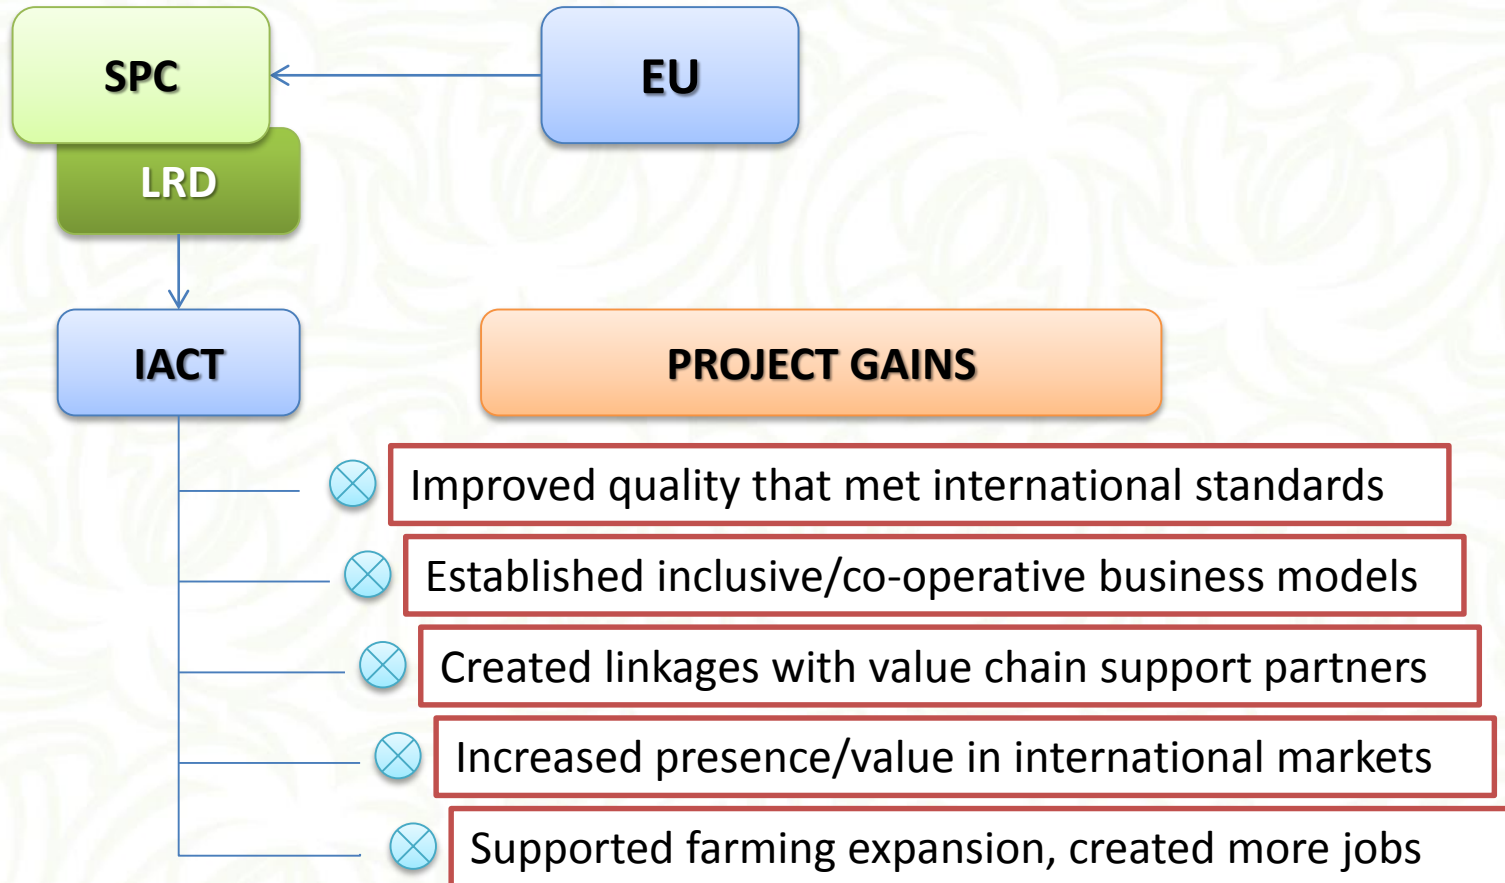 SPC
EU
LRD
IACT
PROJECT GAINS
Improved quality that met international standards
Established inclusive/co-operative business models
Created linkages with value chain support partners
Increased presence/value in international markets
Supported farming expansion, created more jobs